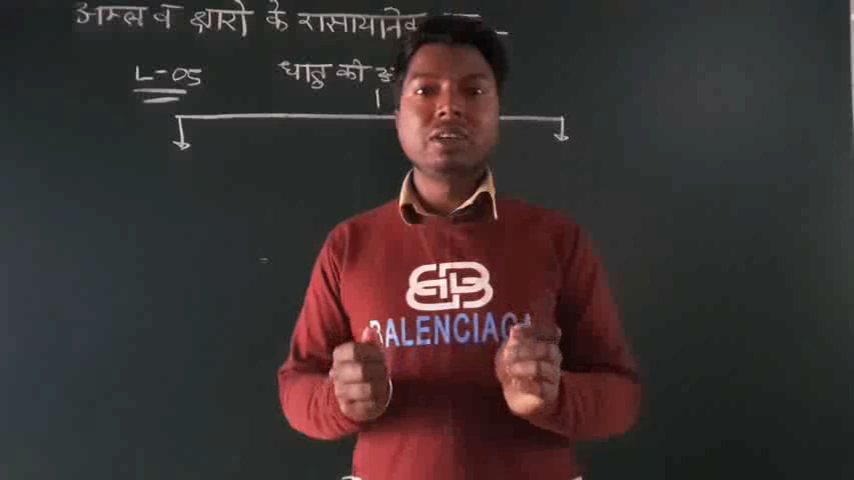 अम्ल व क्षारो के रासायनिक
L-05
धातु की
BALENCIAGA